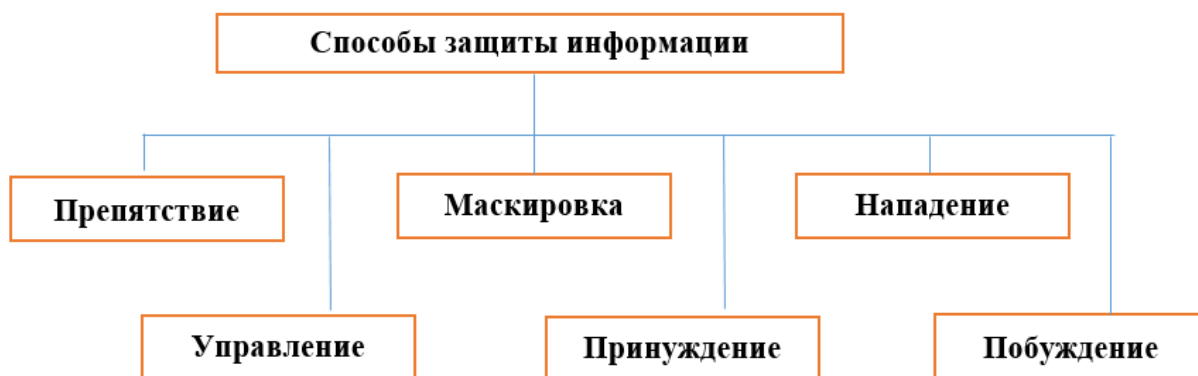 Способы защиты информации
Препятствие
Маскировка
Нападение
Управление
Принуждение
Побуждение